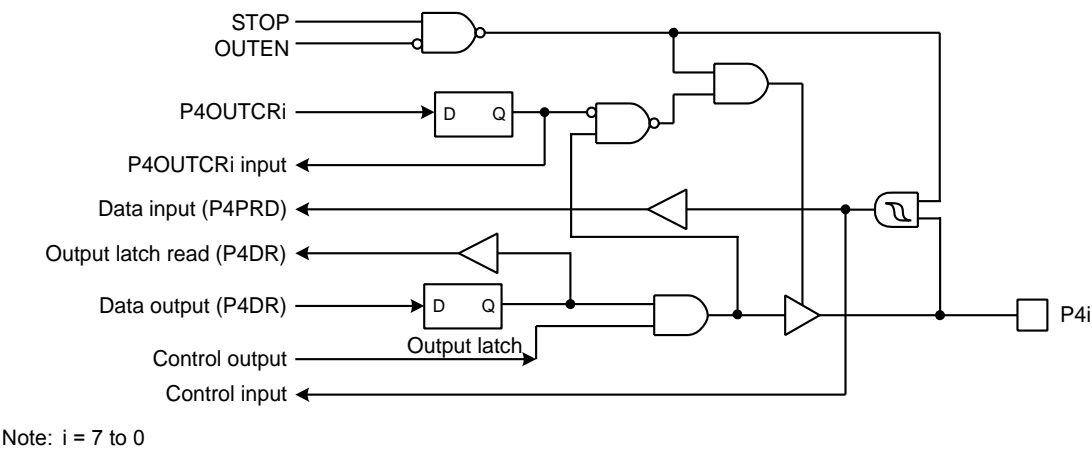 STOP
OUTEN
P4OUTCRi
D Q
P4OUTCRi input
Data input (P4PRD)
Output latch read (P4DR)
Data output (P4DR)
D Q
P4i
Output latch
Control output
Control input
Note: i = 7 to 0